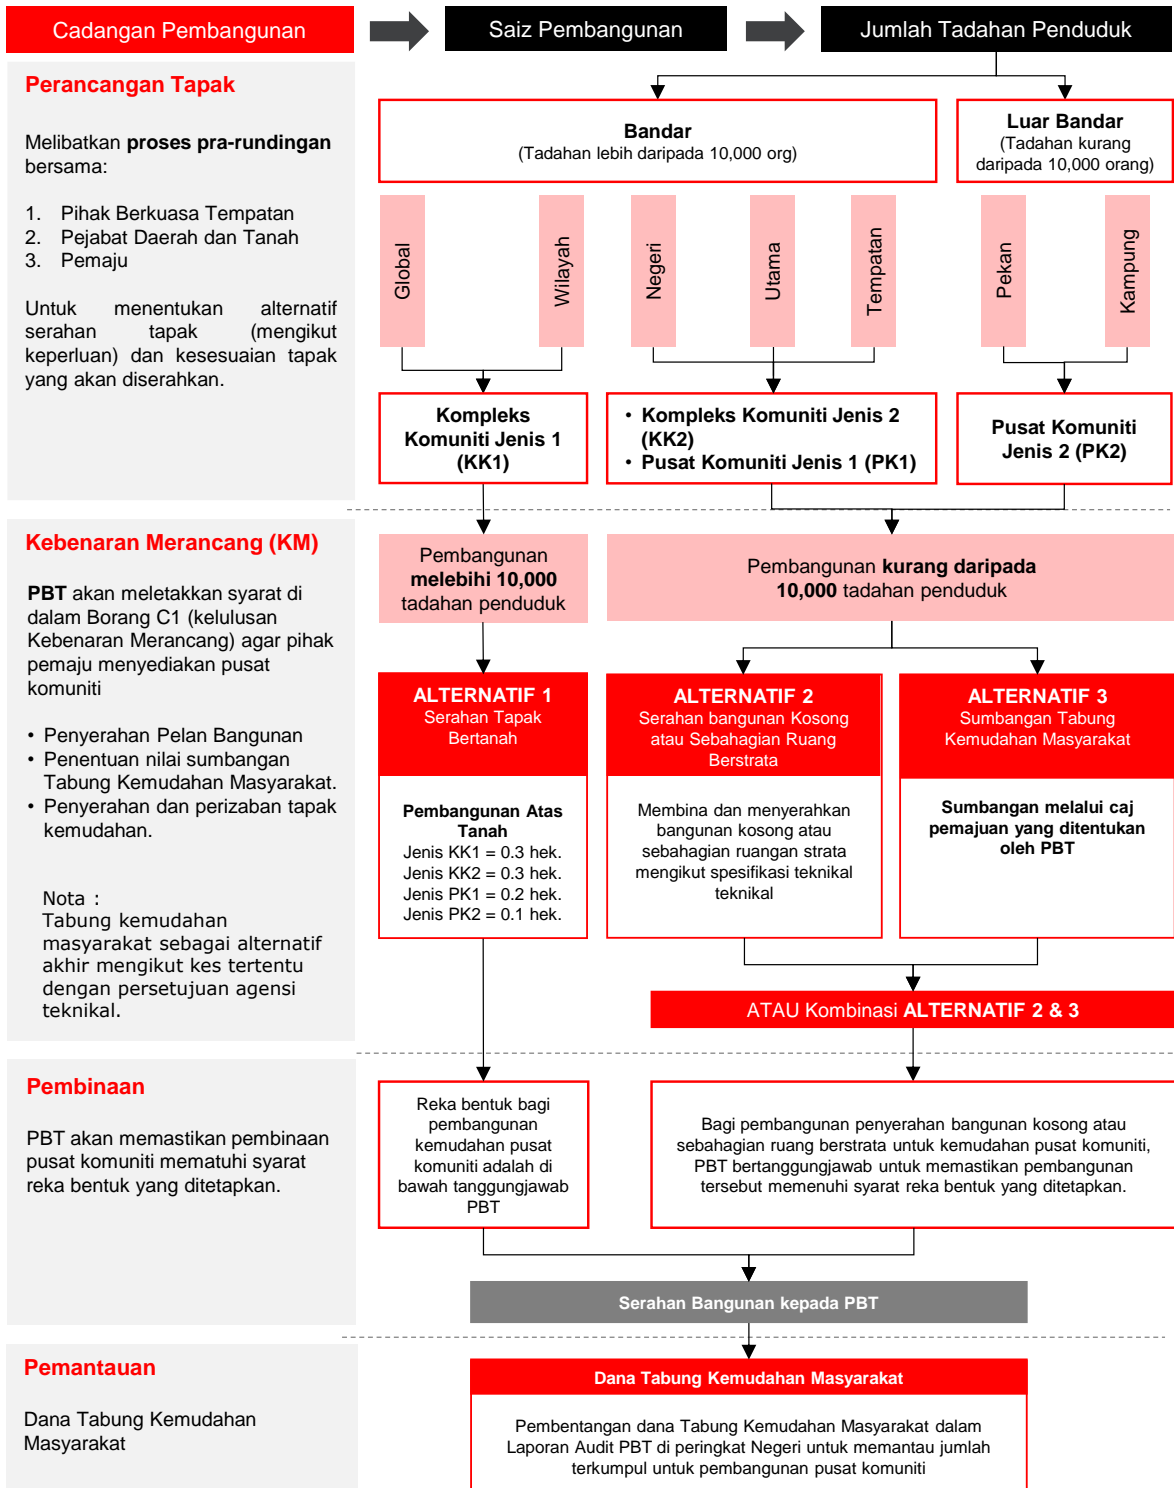 Cadangan Pembangunan
Saiz Pembangunan
Jumlah Tadahan Penduduk
Perancangan Tapak
Melibatkan proses pra-rundingan
bersama:
1. Pihak Berkuasa Tempatan
2. Pejabat Daerah dan Tanah
3. Pemaju
Untuk menentukan alternatif
serahan tapak (mengikut
keperluan) dan kesesuaian tapak
yang akan diserahkan.
Bandar
(Tadahan lebih daripada 10,000 org)
Luar Bandar
(Tadahan kurang
daripada 10,000 orang)
Global
Wilayah
Negeri
Utama
Tempatan
Pekan
Kampung
Kompleks
Komuniti Jenis 1
(KK1)
• Kompleks Komuniti Jenis 2
(KK2)
• Pusat Komuniti Jenis 1 (PK1)
Pusat Komuniti
Jenis 2 (PK2)
Kebenaran Merancang (KM)
PBT akan meletakkan syarat di
dalam Borang C1 (kelulusan
Kebenaran Merancang) agar pihak
pemaju menyediakan pusat
komuniti
• Penyerahan Pelan Bangunan
• Penentuan nilai sumbangan
Tabung Kemudahan Masyarakat.
• Penyerahan dan perizaban tapak
kemudahan.
Nota :
Tabung kemudahan
masyarakat sebagai alternatif
akhir mengikut kes tertentu
dengan persetujuan agensi
teknikal.
Pembangunan
melebihi 10,000
tadahan penduduk
Pembangunan kurang daripada
10,000 tadahan penduduk
ALTERNATIF 1
Serahan Tapak
Bertanah
Pembangunan Atas
Tanah
Jenis KK1 = 0.3 hek.
Jenis KK2 = 0.3 hek.
Jenis PK1 = 0.2 hek.
Jenis PK2 = 0.1 hek.
ALTERNATIF 2
Serahan bangunan Kosong
atau Sebahagian Ruang
Berstrata
Membina dan menyerahkan
bangunan kosong atau
sebahagian ruangan strata
mengikut spesifikasi teknikal
teknikal
ALTERNATIF 3
Sumbangan Tabung
Kemudahan Masyarakat
Sumbangan melalui caj
pemajuan yang ditentukan
oleh PBT
ATAU Kombinasi ALTERNATIF 2 & 3
Pembinaan
PBT akan memastikan pembinaan
pusat komuniti mematuhi syarat
reka bentuk yang ditetapkan.
Reka bentuk bagi
pembangunan
kemudahan pusat
komuniti adalah di
bawah tanggungjawab
PBT
Bagi pembangunan penyerahan bangunan kosong atau
sebahagian ruang berstrata untuk kemudahan pusat komuniti,
PBT bertanggungjawab untuk memastikan pembangunan
tersebut memenuhi syarat reka bentuk yang ditetapkan.
Serahan Bangunan kepada PBT
Pemantauan
Dana Tabung Kemudahan
Masyarakat
Dana Tabung Kemudahan Masyarakat
Pembentangan dana Tabung Kemudahan Masyarakat dalam
Laporan Audit PBT di peringkat Negeri untuk memantau jumlah
terkumpul untuk pembangunan pusat komuniti